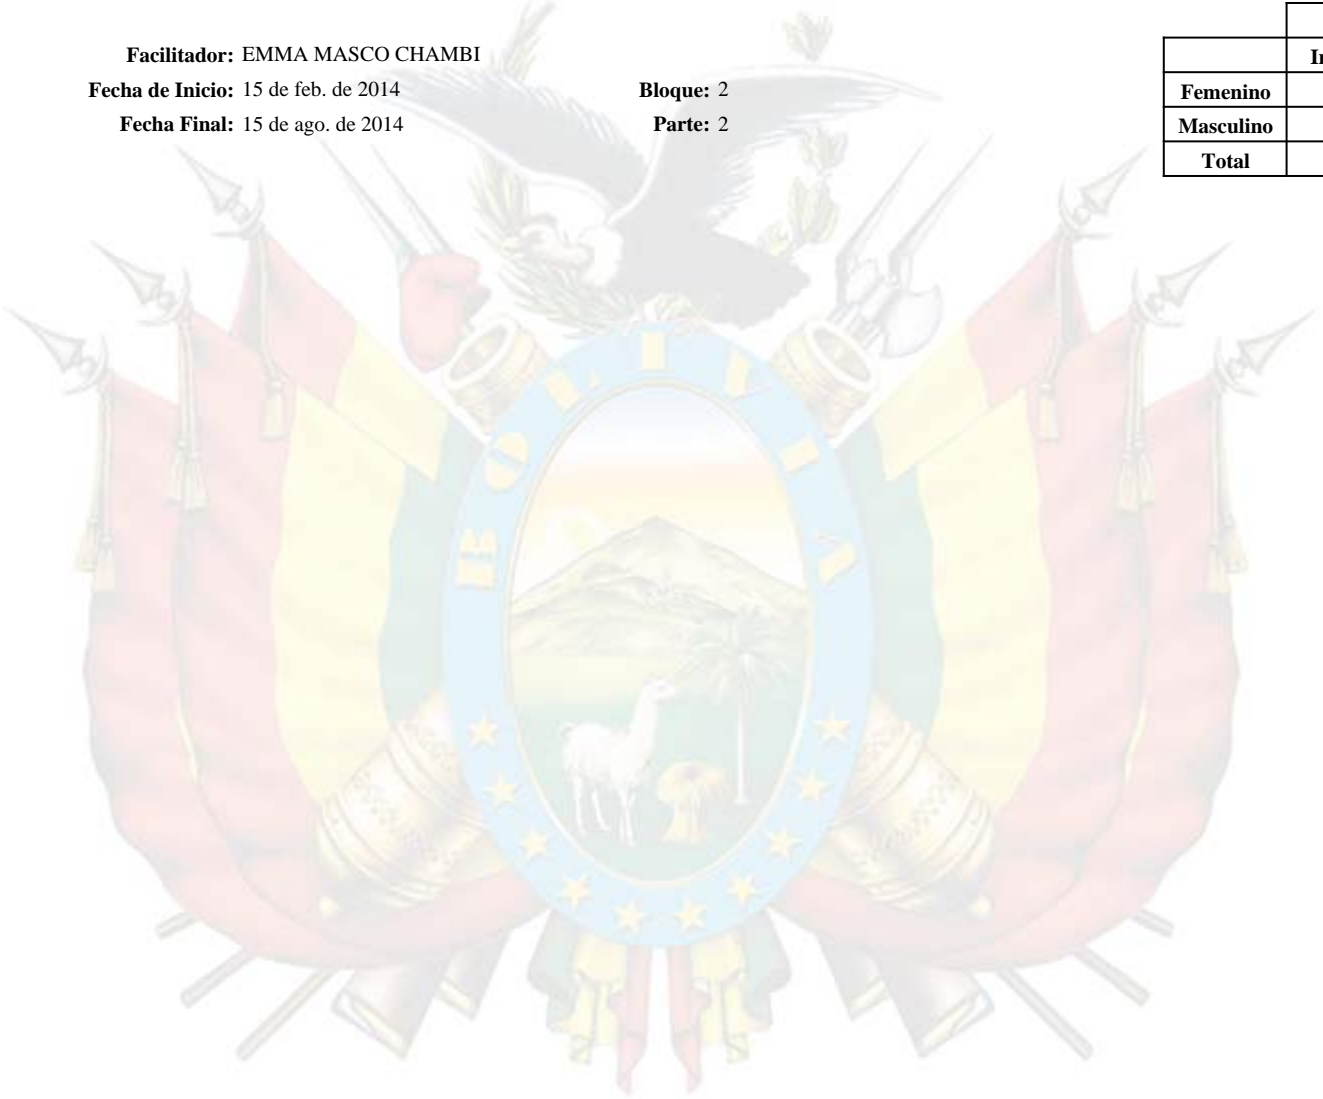 Facilitador: EMMA MASCO CHAMBI
Fecha de Inicio: 15 de feb. de 2014
Bloque: 2
Fecha Final: 15 de ago. de 2014
Parte: 2
Femenino
Masculino
Total
BOLIVIA